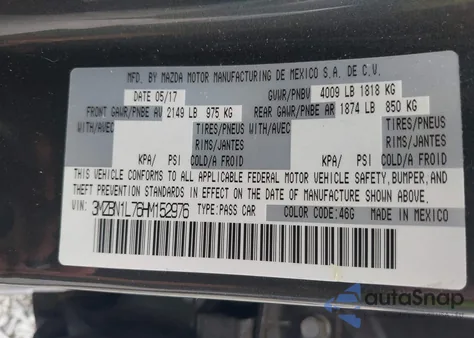 MFD. BY MAZDA MOTOR MANUFACTURING DE MEXICO S.A. DE C.V.
DATE 05/17 GVWR/PNBV 4009 LB 1818 KG
FRONT GAWR/PNBE AV 2149 LB 975 KG REAR GAWR/PNBE AR 1874 LB 850 KG
WITH/AVEC TIRES/PNEUS WITH/AVEC TIRES/PNEUS
RIMS/JANTES RIMS/JANTES
KPA/ PSI COLD/A FROID KPA/ PSI COLD/A FROID
THIS VEHICLE CONFORMS TO ALL APPLICABLE FEDERAL MOTOR VEHICLE SAFETY, BUMPER, AND
THEFT PREVENTION STANDARDS IN EFFECT ON THE DATE OF MANUFACTURE SHOWN ABOVE.
VIN: 3MZBN1L76HM152976 TYPE:PASS CAR COLOR CODE:46G MADE IN MEXICO
autaSnap